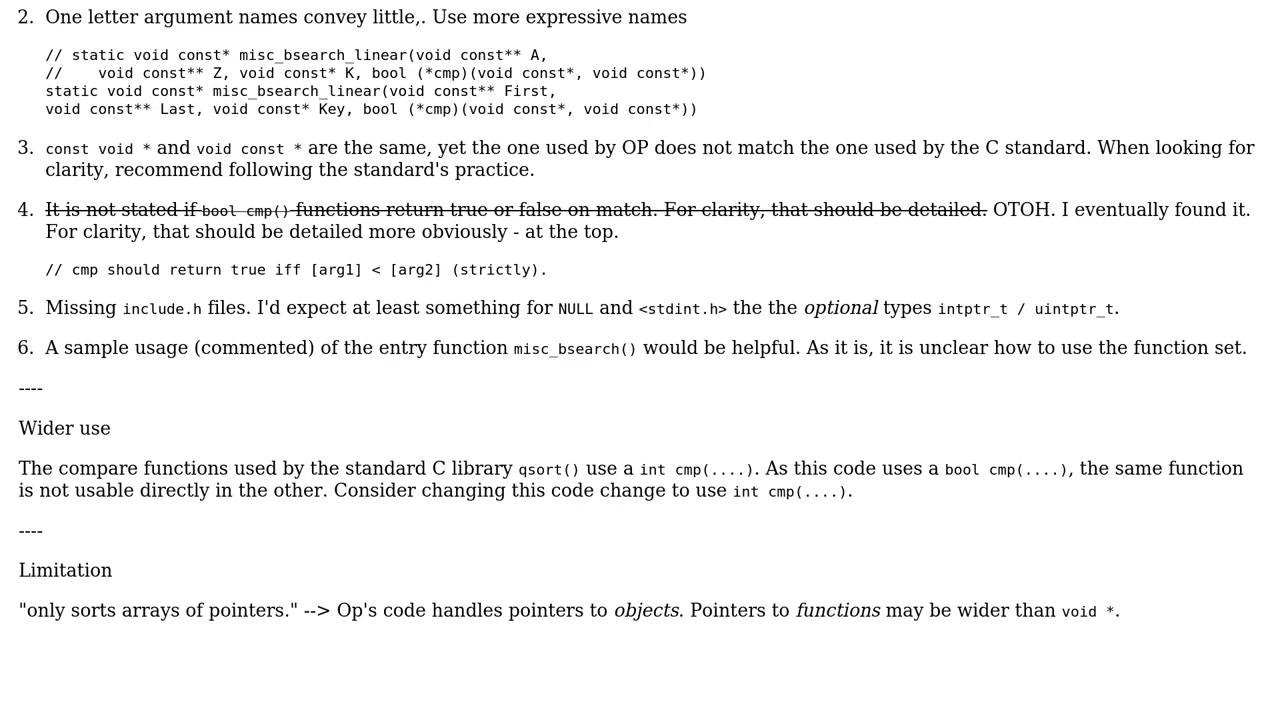 2. One letter argument names convey little,. Use more expressive names
// static void const* misc_bsearch_linear(void const** A,
//    void const** Z, void const* K, bool (*cmp)(void const*, void const*))
static void const* misc_bsearch_linear(void const** First,
void const** Last, void const* Key, bool (*cmp)(void const*, void const*))
3. const void * and void const * are the same, yet the one used by OP does not match the one used by the C standard. When looking for
clarity, recommend following the standard's practice.
4. It is not stated if bool cmp() functions return true or false on match. For clarity, that should be detailed. OTOH. I eventually found it.
For clarity, that should be detailed more obviously - at the top.
// cmp should return true iff [arg1] < [arg2] (strictly).
5. Missing include.h files. I'd expect at least something for NULL and <stdint.h> the the optional types intptr_t / uintptr_t.
6. A sample usage (commented) of the entry function misc_bsearch() would be helpful. As it is, it is unclear how to use the function set.
----
Wider use
The compare functions used by the standard C library qsort() use a int cmp(....). As this code uses a bool cmp(....), the same function
is not usable directly in the other. Consider changing this code change to use int cmp(....).
----
Limitation
"only sorts arrays of pointers." --> Op's code handles pointers to objects. Pointers to functions may be wider than void *.